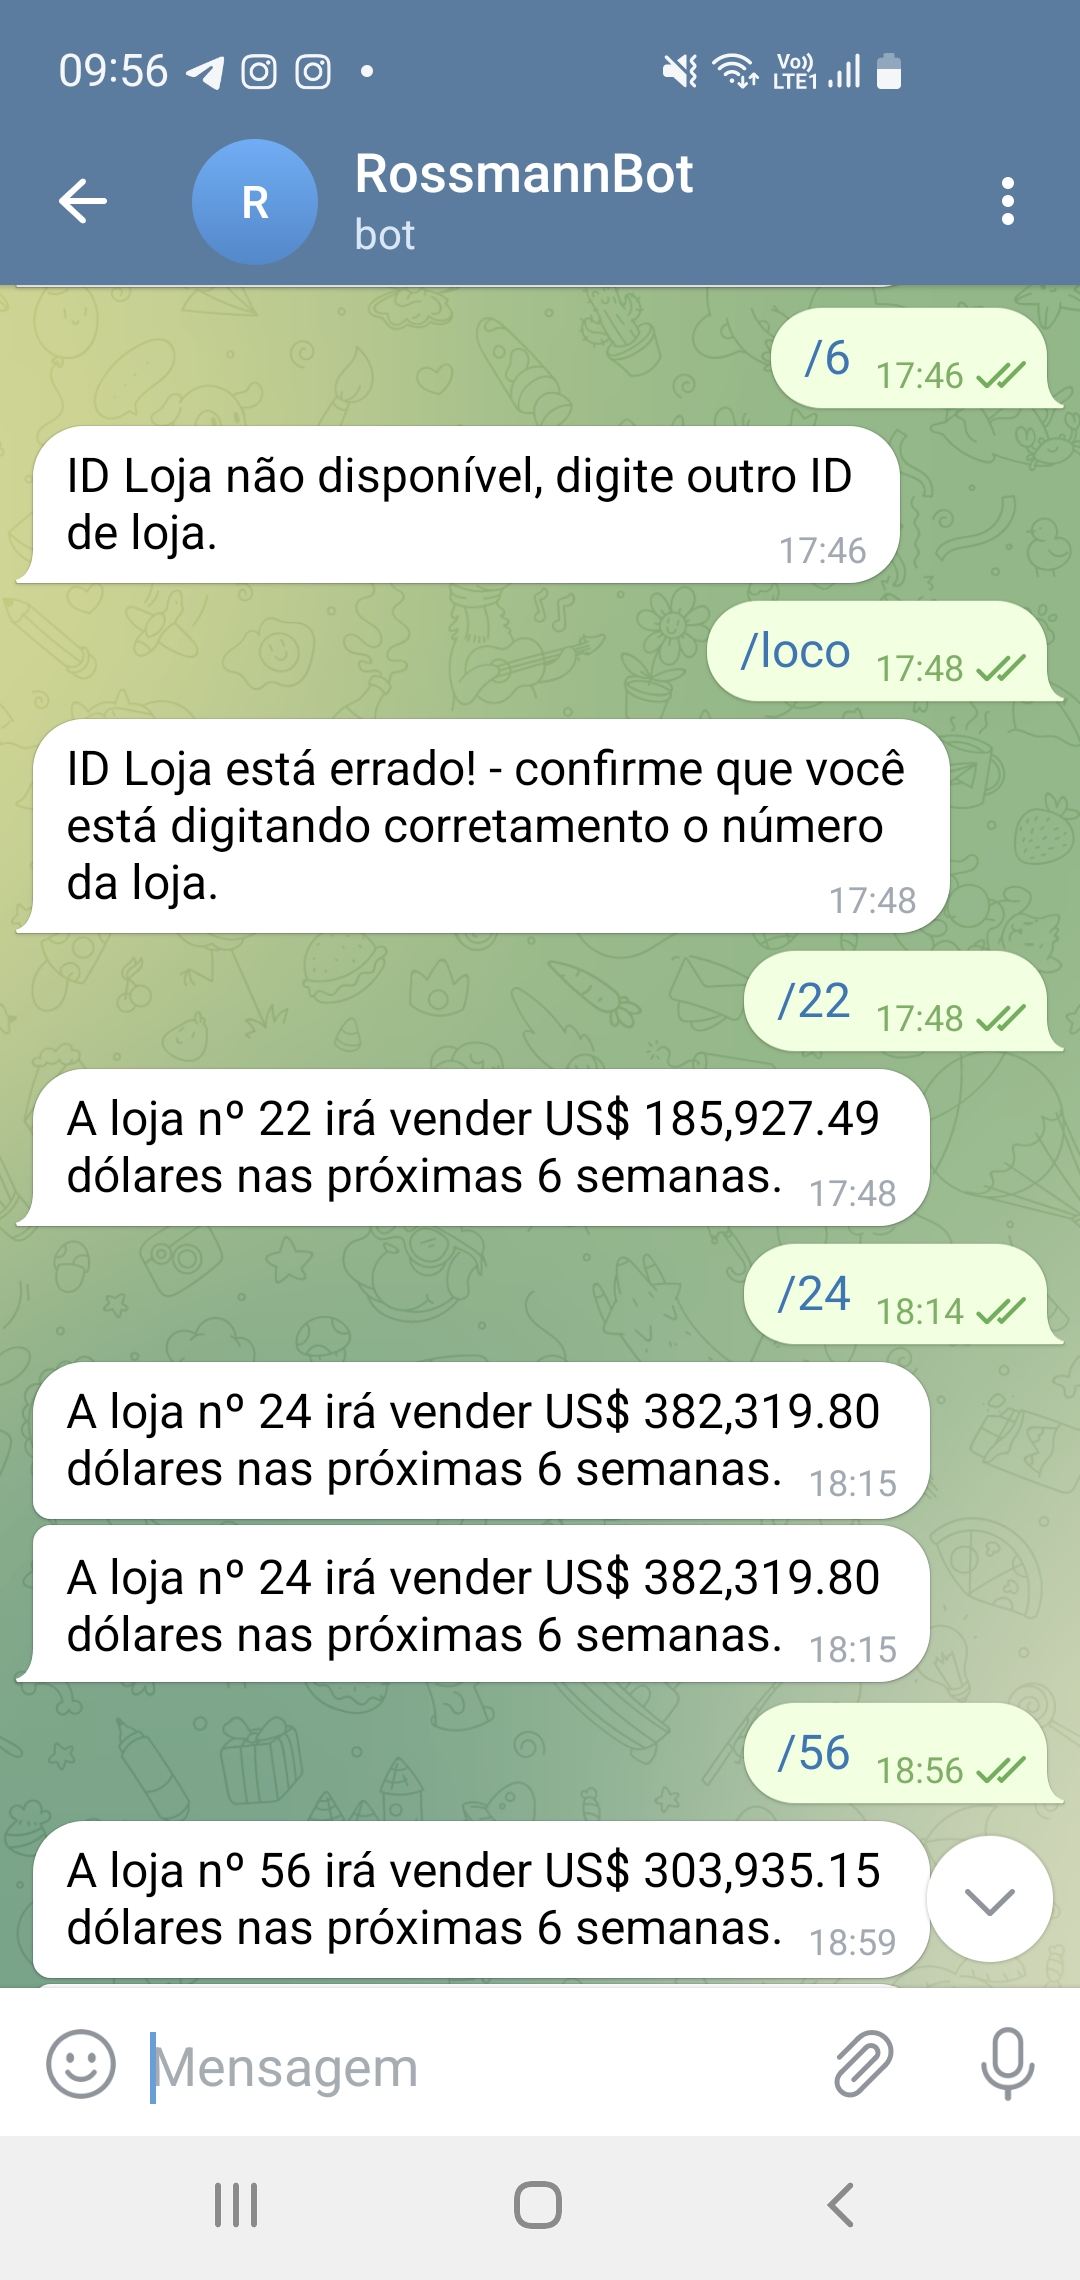 09:56
Vo))
LTE1
R
RossmannBot
bot
/6 17:46
ID Loja não disponível, digite outro ID
de loja.
17:46
/loco 17:48
ID Loja está errado! - confirme que você
está digitando corretamento o número
da loja.
17:48
/22 17:48
A loja nº 22 irá vender US$ 185,927.49
dólares nas próximas 6 semanas. 17:48
/24 18:14
A loja nº 24 irá vender US$ 382,319.80
dólares nas próximas 6 semanas. 18:15
A loja nº 24 irá vender US$ 382,319.80
dólares nas próximas 6 semanas. 18:15
/56 18:56
A loja nº 56 irá vender US$ 303,935.15
dólares nas próximas 6 semanas. 18:59
Mensagem